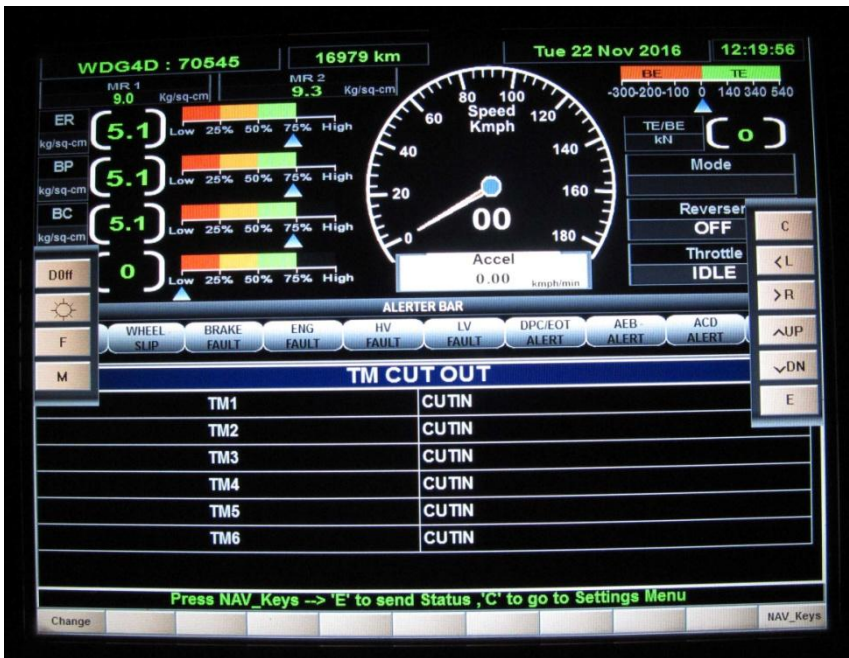 WDG4D : 70545
16979 km
Tue 22 Nov 2016
12:19:56
MR 1
9.0 Kg/sq-cm
MR 2
9.3 Kg/sq-cm
ER
kg/sq-cm
5.1
Low 25% 50% 75% High
BP
kg/sq-cm
5.1
Low 25% 50% 75% High
BC
kg/sq-cm
5.1
Low 25% 50% 75% High
0
Low 25% 50% 75% High
0 20 40 60 80 100 120 140 160 180
Speed
Kmph
00
Accel
0.00 kmph/min
BE TE
-300-200-100 0 140 340 540
TE/BE
kN
0
Mode
Reverser
OFF
Throttle
IDLE
DOff
F
M
C
<L
>R
UP
DN
E
ALERTER BAR
WHEEL
SLIP
BRAKE
FAULT
ENG
FAULT
HV
FAULT
LV
FAULT
DPC/EOT
ALERT
AEB
ALERT
ACD
ALERT
TM CUT OUT
TM1 CUTIN
TM2 CUTIN
TM3 CUTIN
TM4 CUTIN
TM5 CUTIN
TM6 CUTIN
Press NAV_Keys --> 'E' to send Status ,'C' to go to Settings Menu
Change
NAV_Keys